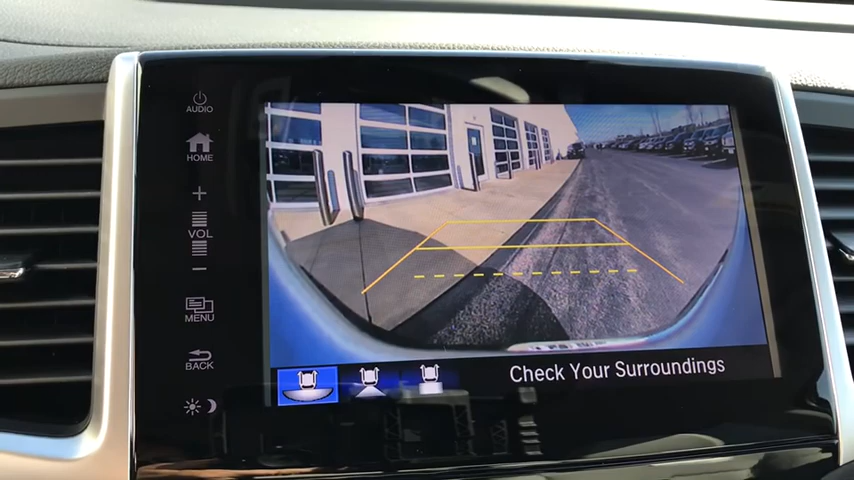 AUDIO
HOME
+
VOL
−
MENU
BACK
Check Your Surroundings